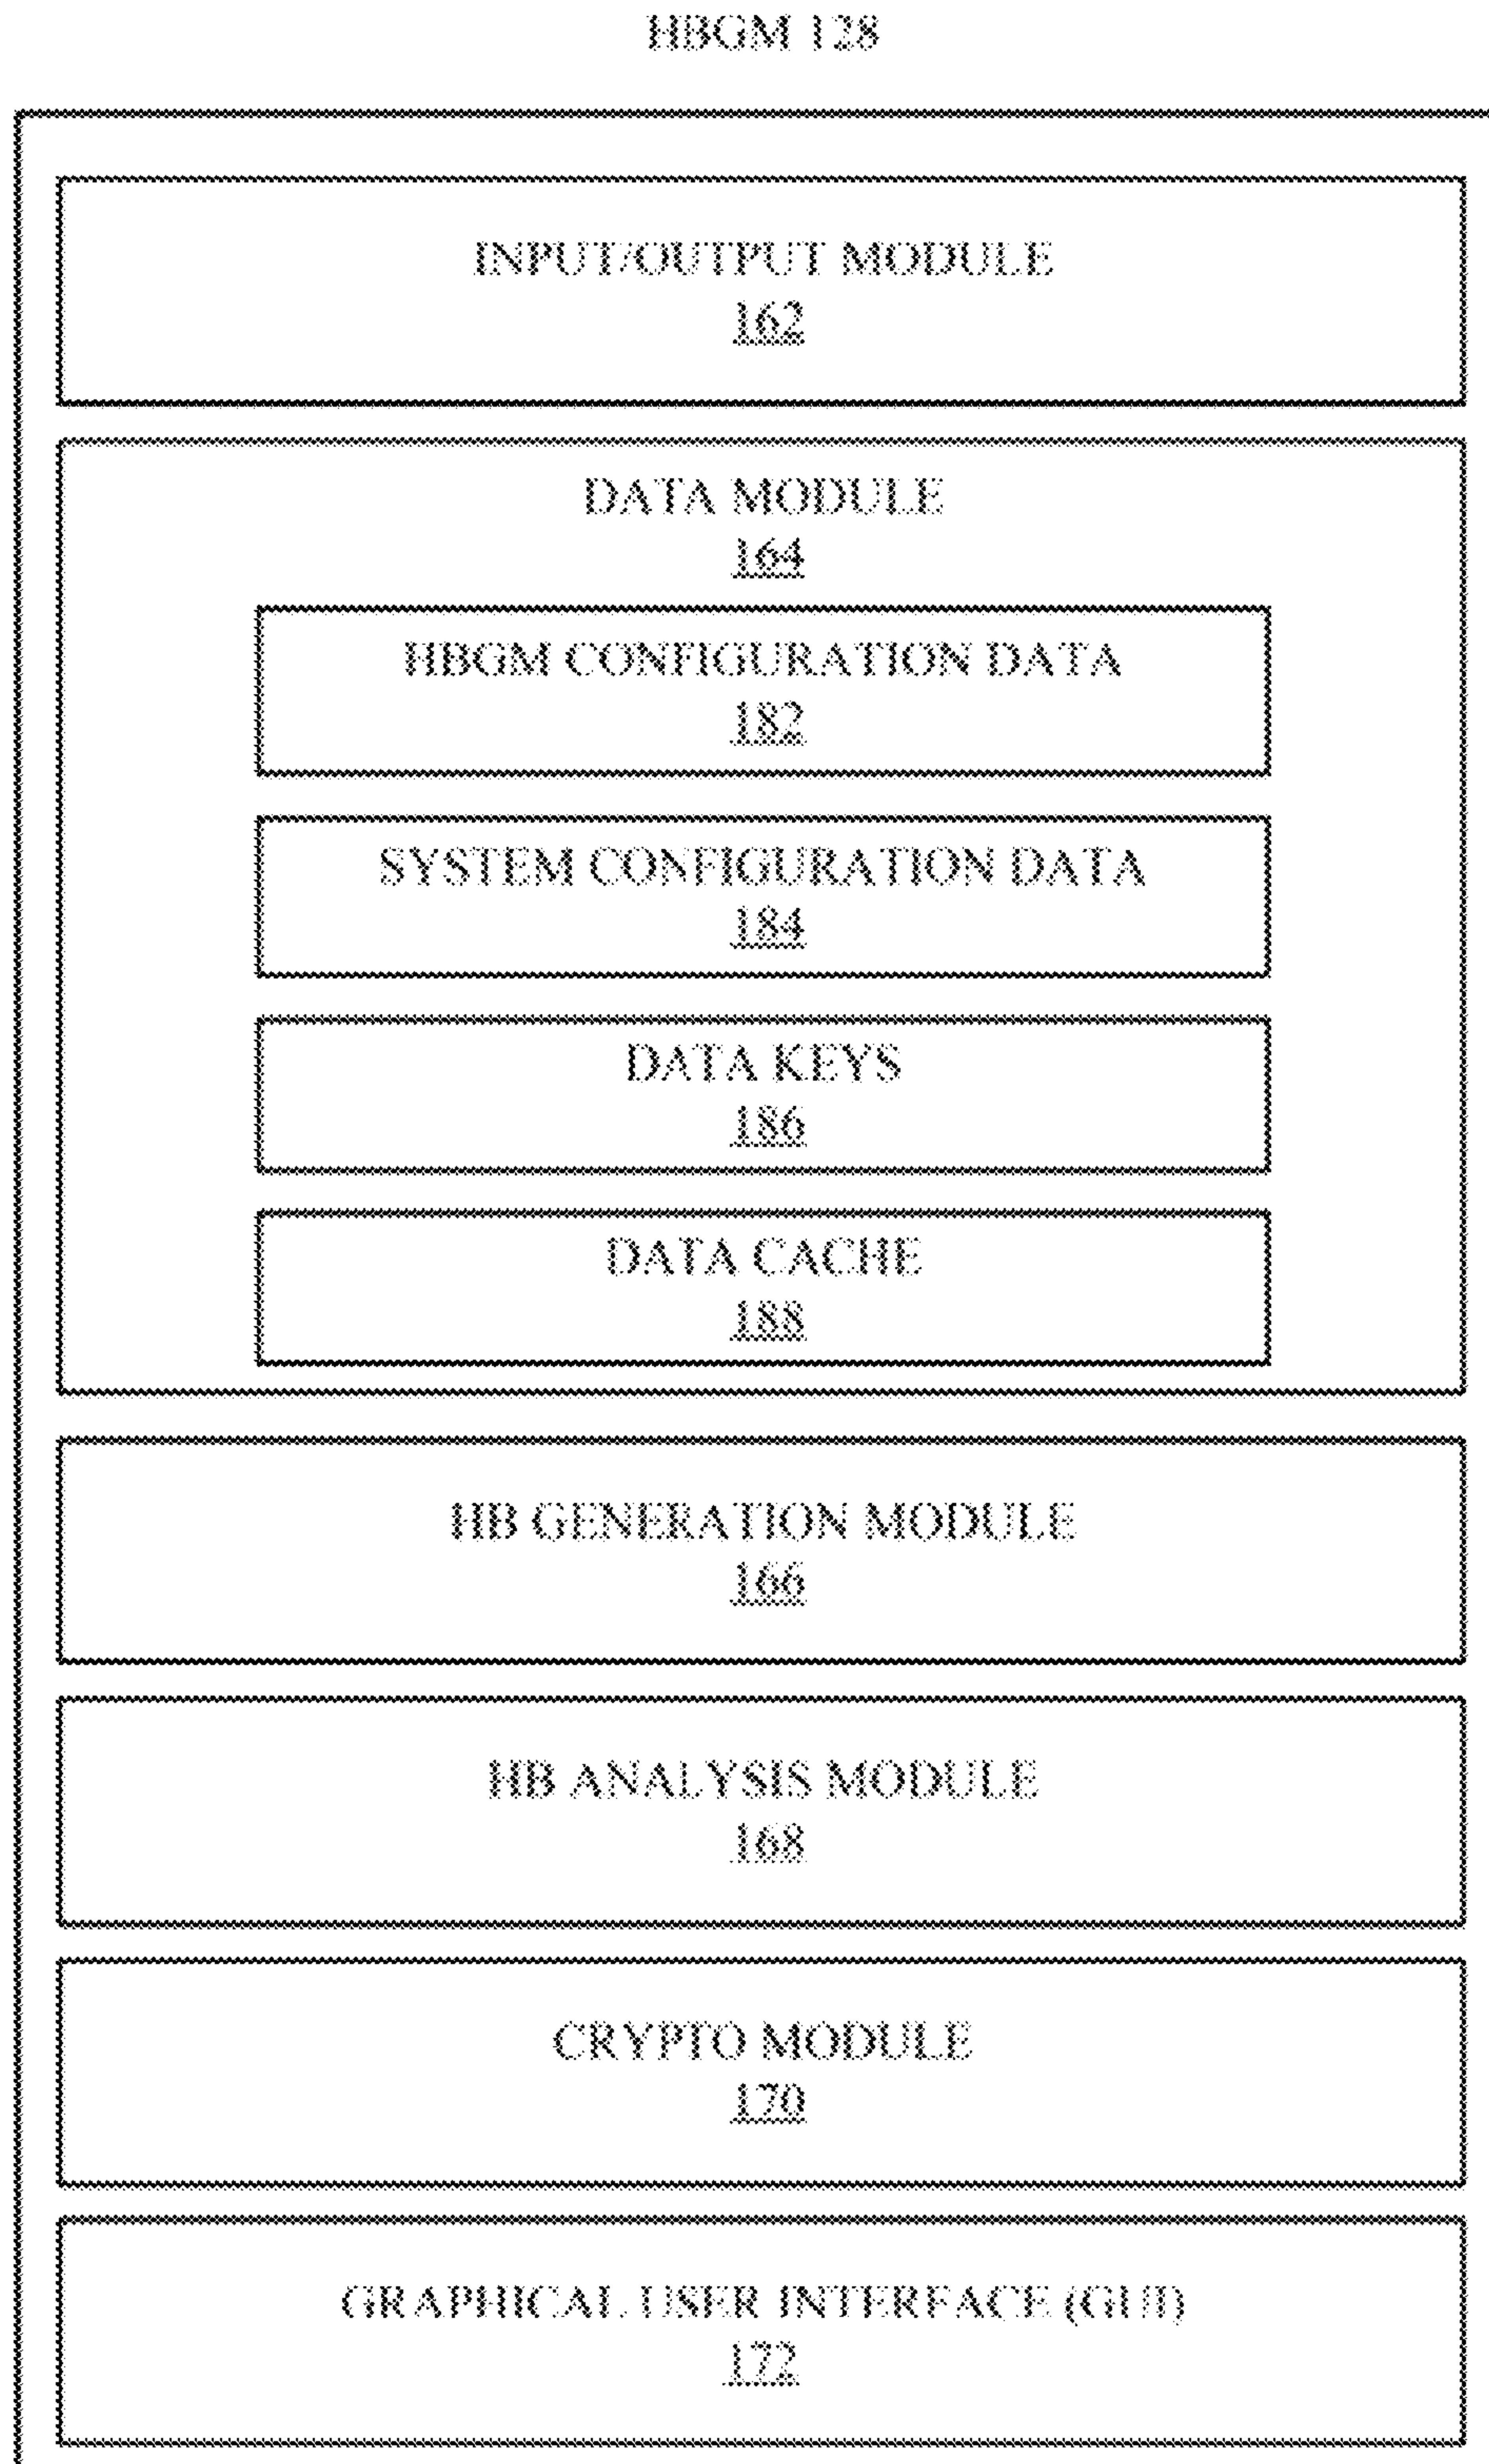 HBGM 128
INPUT/OUTPUT MODULE
162
DATA MODULE
164
HBGM CONFIGURATION DATA
182
SYSTEM CONFIGURATION DATA
184
DATA KEYS
186
DATA CACHE
188
HB GENERATION MODULE
166
HB ANALYSIS MODULE
168
CRYPTO MODULE
170
GRAPHICAL USER INTERFACE (GUI)
172